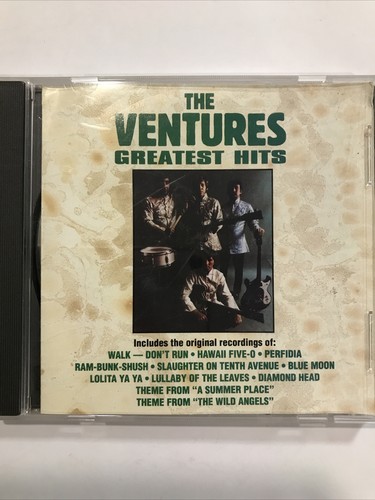 THE
VENTURES
GREATEST HITS
Includes the original recordings of:
WALK — DON'T RUN • HAWAII FIVE-O • PERFIDIA
RAM-BUNK-SHUSH • SLAUGHTER ON TENTH AVENUE • BLUE MOON
LOLITA YA YA • LULLABY OF THE LEAVES • DIAMOND HEAD
THEME FROM "A SUMMER PLACE"
THEME FROM "THE WILD ANGELS"